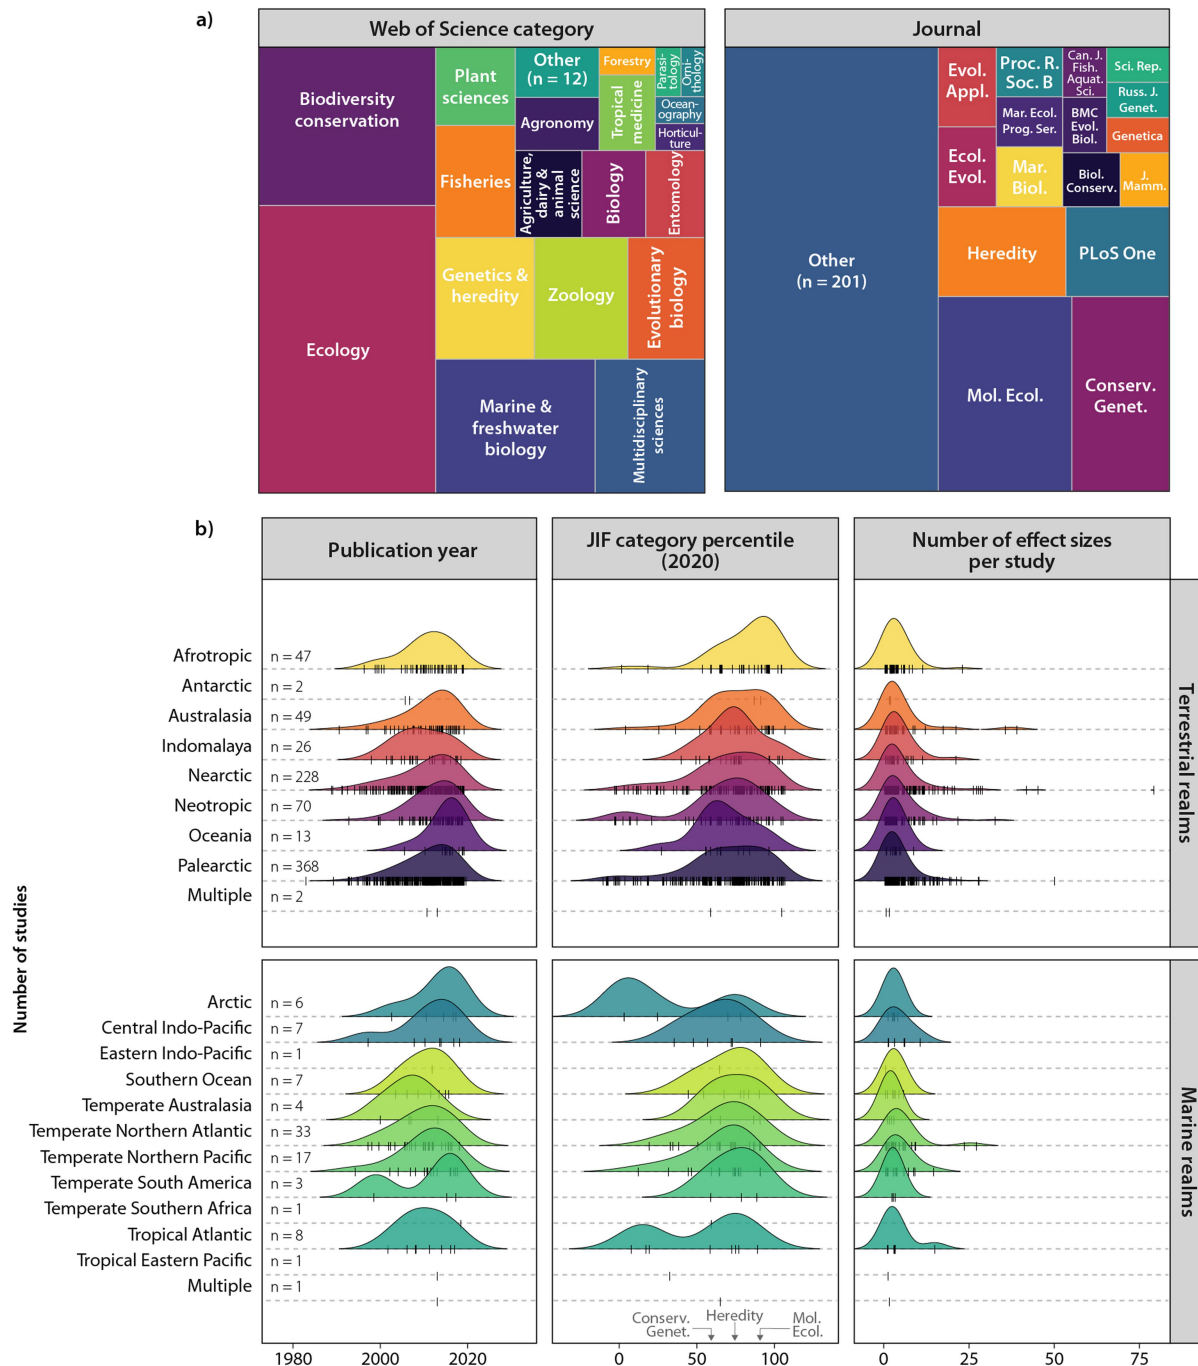 a)
Web of Science category
Biodiversity
conservation
Ecology
Plant
sciences
Fisheries
Other
(n = 12)
Agronomy
Agriculture,
dairy &
animal
science
Forestry
Tropical
medicine
Parasi-
tology
Orni-
thology
Ocean-
ography
Horticul-
ture
Biology
Entomology
Genetics &
heredity
Zoology
Evolutionary
biology
Marine &
freshwater
biology
Multidisciplinary
sciences
Journal
Other
(n = 201)
Evol.
Appl.
Ecol.
Evol.
Proc. R.
Soc. B
Mar. Ecol.
Prog. Ser.
Mar.
Biol.
Can. J.
Fish.
Aquat.
Sci.
BMC
Evol.
Biol.
Biol.
Conserv.
Sci. Rep.
Russ. J.
Genet.
Genetica
J.
Mamm.
Heredity
PLoS One
Mol. Ecol.
Conserv.
Genet.
b)
Publication year
JIF category percentile
(2020)
Number of effect sizes
per study
Number of studies
Terrestrial realms
Afrotropic n = 47
Antarctic n = 2
Australasia n = 49
Indomalaya n = 26
Nearctic n = 228
Neotropic n = 70
Oceania n = 13
Palearctic n = 368
Multiple n = 2
Marine realms
Arctic n = 6
Central Indo-Pacific n = 7
Eastern Indo-Pacific n = 1
Southern Ocean n = 7
Temperate Australasia n = 4
Temperate Northern Atlantic n = 33
Temperate Northern Pacific n = 17
Temperate South America n = 3
Temperate Southern Africa n = 1
Tropical Atlantic n = 8
Tropical Eastern Pacific n = 1
Multiple n = 1
Conserv.
Genet.
Heredity
Mol.
Ecol.
1980 2000 2020
0 50 100
0 25 50 75